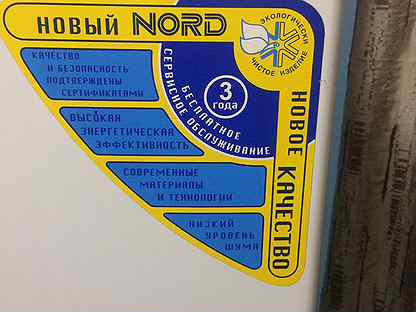 НОВЫЙ NORD
ЭКОЛОГИЧЕСКИ
ЧИСТОЕ ИЗДЕЛИЕ
КАЧЕСТВО
И БЕЗОПАСНОСТЬ
ПОДТВЕРЖДЕНЫ
СЕРТИФИКАТАМИ
3
года
БЕСПЛАТНОЕ
СЕРВИСНОЕ ОБСЛУЖИВАНИЕ
ВЫСОКАЯ
ЭНЕРГЕТИЧЕСКАЯ
ЭФФЕКТИВНОСТЬ
СОВРЕМЕННЫЕ
МАТЕРИАЛЫ
И ТЕХНОЛОГИИ
НИЗКИЙ
УРОВЕНЬ
ШУМА
НОВОЕ КАЧЕСТВО